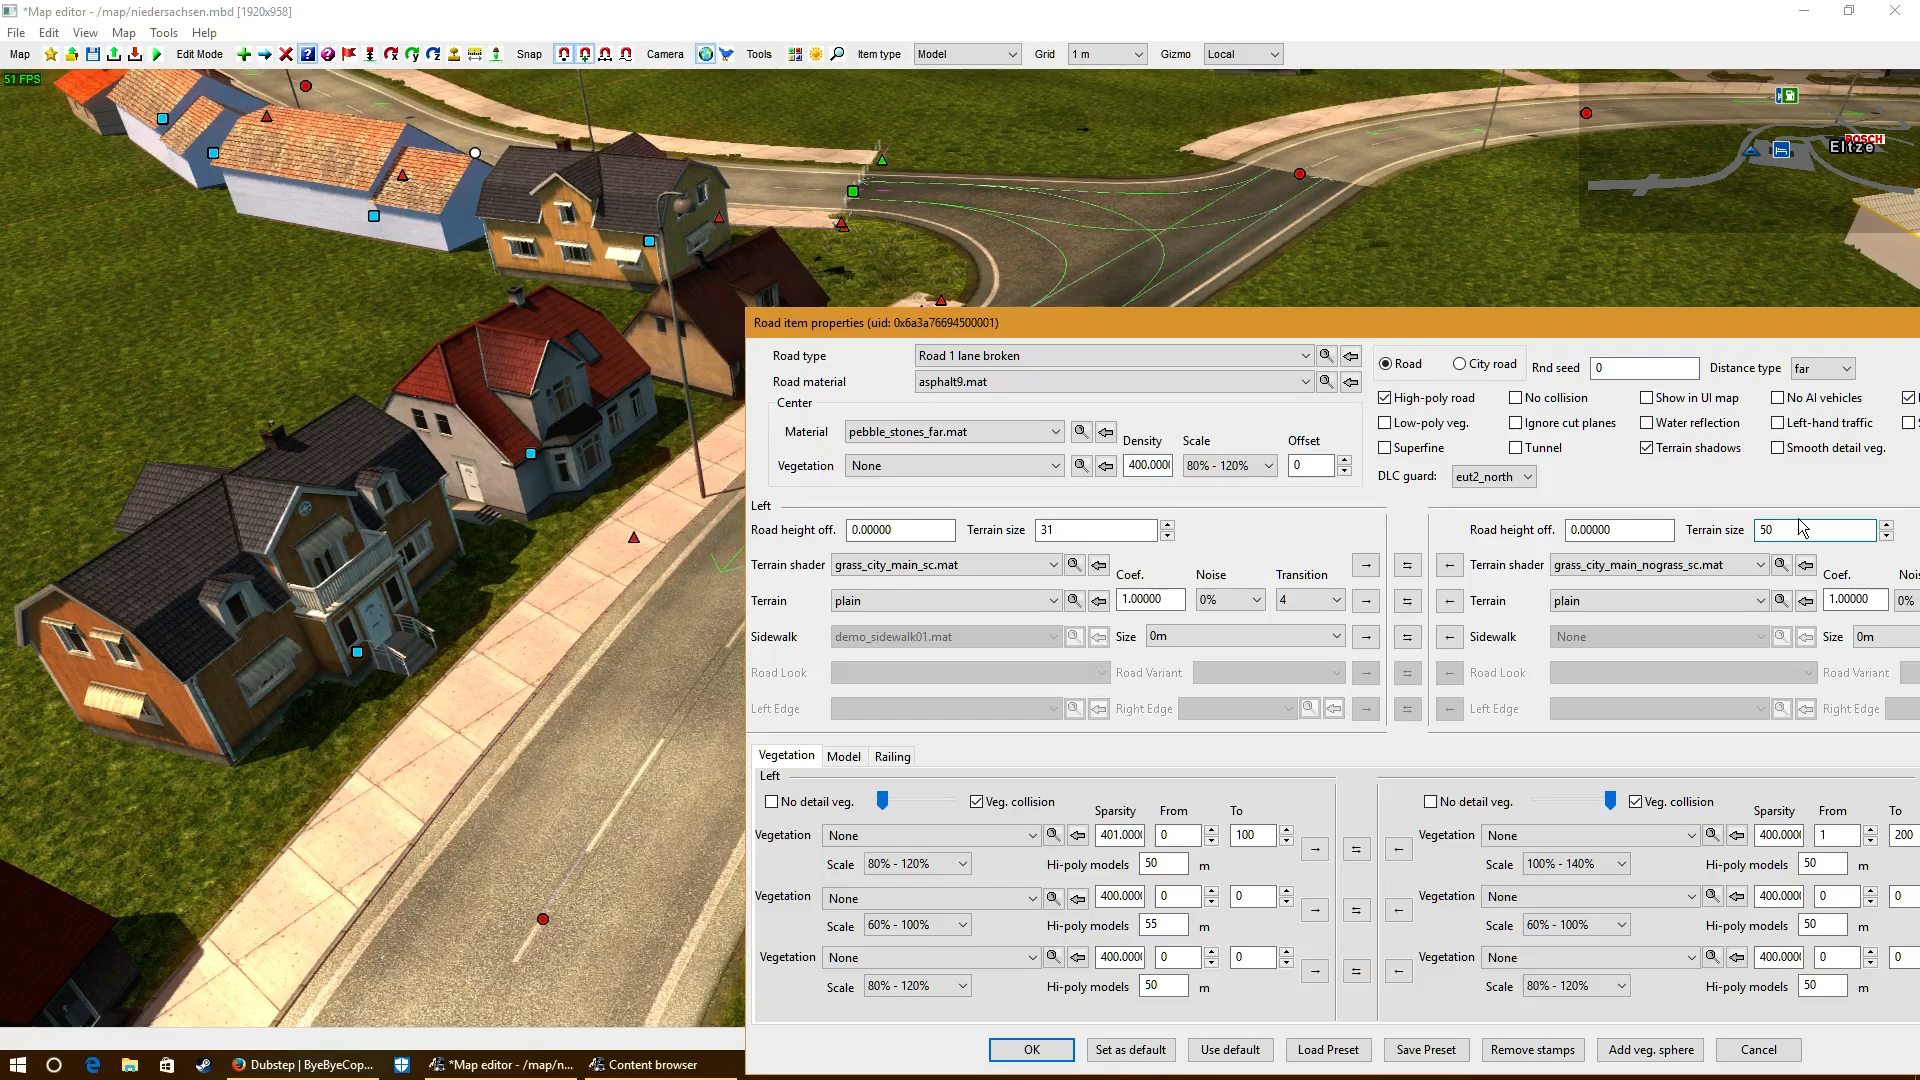 *Map editor - /map/niedersachsen.mbd [1920x958]
File Edit View Map Tools Help
Map Edit Mode Snap Camera Tools Item type Model Grid 1 m Gizmo Local
51 FPS
BOSCH
Eltze
Road item properties (uid: 0x6a3a76694500001)
Road type Road 1 lane broken Road City road Rnd seed 0 Distance type far
Road material asphalt9.mat
Center
High-poly road No collision Show in UI map No AI vehicles
Low-poly veg. Ignore cut planes Water reflection Left-hand traffic
Material pebble_stones_far.mat Density Scale Offset
Superfine Tunnel Terrain shadows Smooth detail veg.
Vegetation None 400.000 80% - 120% 0
DLC guard: eut2_north
Left
Road height off. 0.00000 Terrain size 31 Road height off. 0.00000 Terrain size 50
Terrain shader grass_city_main_sc.mat Coef. Noise Transition Terrain shader grass_city_main_nograss_sc.mat Coef.
Terrain plain 1.00000 0% 4 Terrain plain 1.00000 0%
Sidewalk demo_sidewalk01.mat Size 0m Sidewalk None Size 0m
Road Look Road Variant Road Look Road Variant
Left Edge Right Edge Left Edge Right Edge
Vegetation Model Railing
Left
No detail veg. Veg. collision Sparsity From To No detail veg. Veg. collision Sparsity From To
Vegetation None 401.000 0 100 Vegetation None 400.000 1 200
Scale 80% - 120% Hi-poly models 50 m Scale 100% - 140% Hi-poly models 50 m
Vegetation None 400.000 0 0 Vegetation None 400.000 0 0
Scale 60% - 100% Hi-poly models 55 m Scale 60% - 100% Hi-poly models 50 m
Vegetation None 400.000 0 0 Vegetation None 400.000 0 0
Scale 80% - 120% Hi-poly models 50 m Scale 80% - 120% Hi-poly models 50 m
OK Set as default Use default Load Preset Save Preset Remove stamps Add veg. sphere Cancel
Dubstep | ByeByeCop... *Map editor - /map/n... Content browser